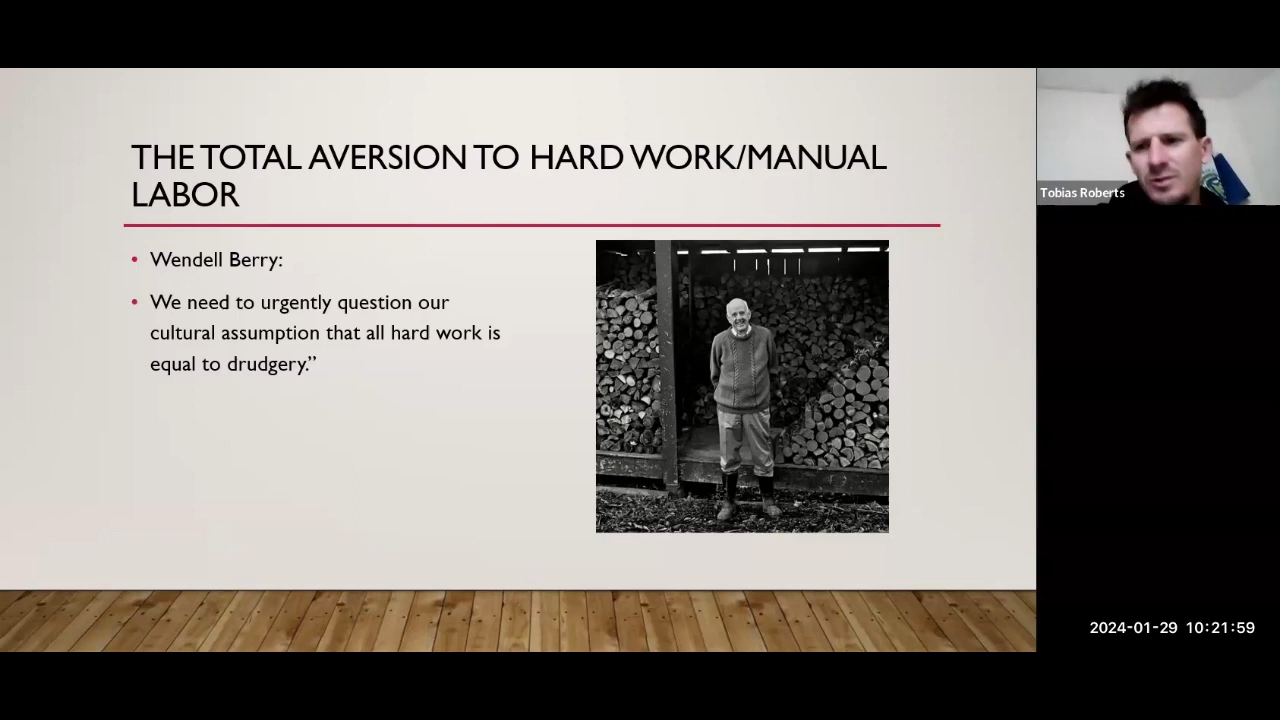 THE TOTAL AVERSION TO HARD WORK/MANUAL
LABOR
• Wendell Berry:
• We need to urgently question our
cultural assumption that all hard work is
equal to drudgery.”
Tobias Roberts
2024-01-29 10:21:59